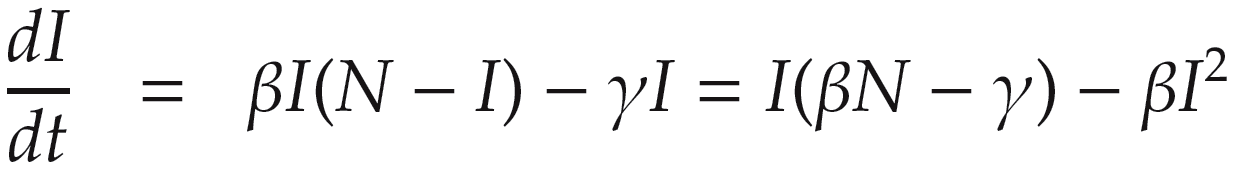 dI/dt = βI(N − I) − γI = I(βN − γ) − βI²